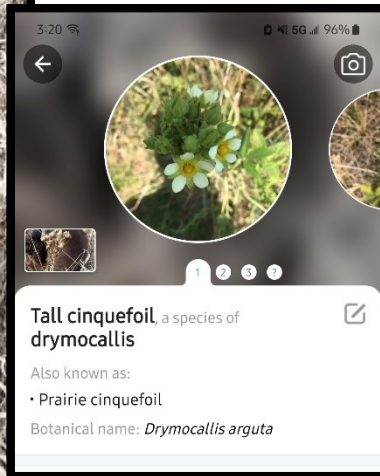 3:20 5G 96%
1 2 3 ?
Tall cinquefoil, a species of
drymocallis
Also known as:
• Prairie cinquefoil
Botanical name: Drymocallis arguta